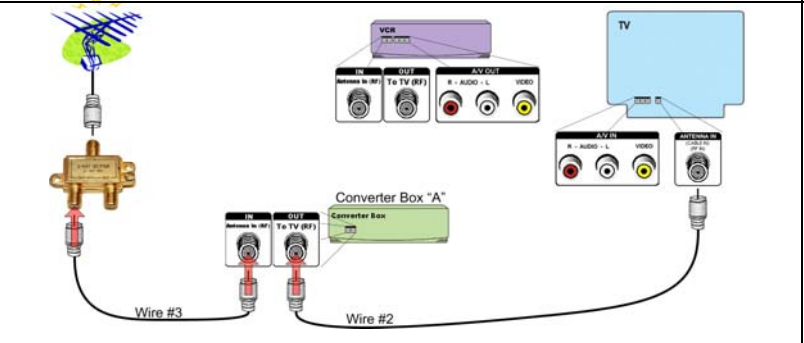 VCR
IN
Antenna In (RF)
OUT
To TV (RF)
A/V OUT
R - AUDIO - L
VIDEO
TV
A/V IN
R - AUDIO - L
VIDEO
ANTENNA IN
(CABLE IN)
(RF IN)
Converter Box "A"
IN
Antenna In (RF)
OUT
To TV (RF)
Converter Box
Wire #3
Wire #2